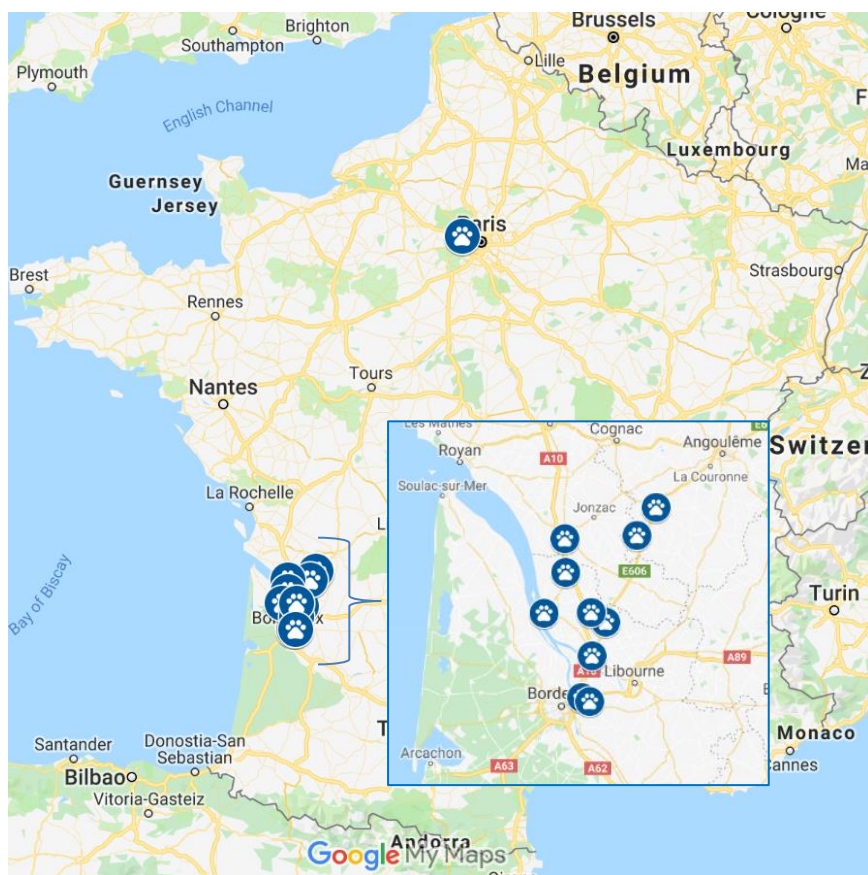 Brussels
Cologne
Brighton
Southampton
Lille
Plymouth
Belgium
English Channel
Luxembourg
Guernsey
Jersey
Paris
Brest
Strasbourg
Rennes
Tours
Nantes
Switzer
La Rochelle
Bay of Biscay
Turin
Monaco
Santander
Donostia-San
Sebastian
Bilbao
Vitoria-Gasteiz
Andorra
Google My Maps
Les Mathes
Cognac
Royan
A10
Angoulême
La Couronne
Soulac-sur-Mer
Jonzac
E606
A89
A10
Libourne
Borde
Arcachon
A63
A62